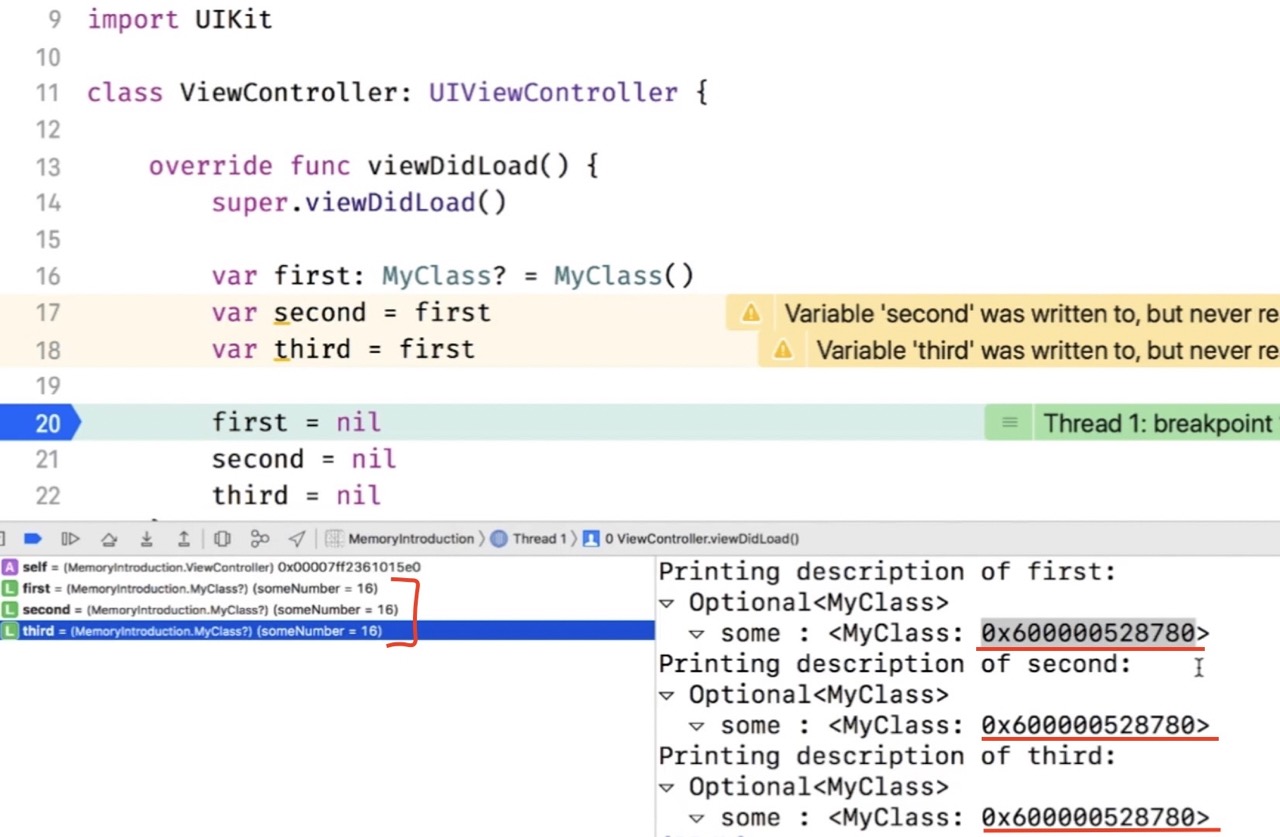 9 import UIKit
10
11 class ViewController: UIViewController {
12
13 override func viewDidLoad() {
14 super.viewDidLoad()
15
16 var first: MyClass? = MyClass()
17 var second = first Variable 'second' was written to, but never re
18 var third = first Variable 'third' was written to, but never re
19
20 first = nil Thread 1: breakpoint
21 second = nil
22 third = nil
MemoryIntroduction Thread 1 0 ViewController.viewDidLoad()
A self = (MemoryIntroduction.ViewController) 0x00007ff2361015e0
L first = (MemoryIntroduction.MyClass?) (someNumber = 16)
L second = (MemoryIntroduction.MyClass?) (someNumber = 16)
L third = (MemoryIntroduction.MyClass?) (someNumber = 16)
Printing description of first:
Optional<MyClass>
some : <MyClass: 0x600000528780>
Printing description of second:
Optional<MyClass>
some : <MyClass: 0x600000528780>
Printing description of third:
Optional<MyClass>
some : <MyClass: 0x600000528780>